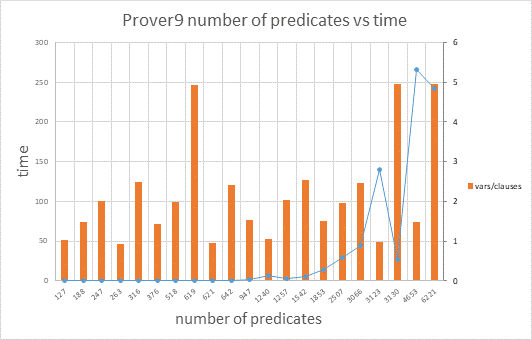 Prover9 number of predicates vs time
300
250
200
150
100
50
0
6
5
4
3
2
1
0
time
vars/clauses
127 188 247 263 316 376 518 619 621 642 947 1240 1257 1542 1853 2507 3066 3123 3130 4653 6221
number of predicates